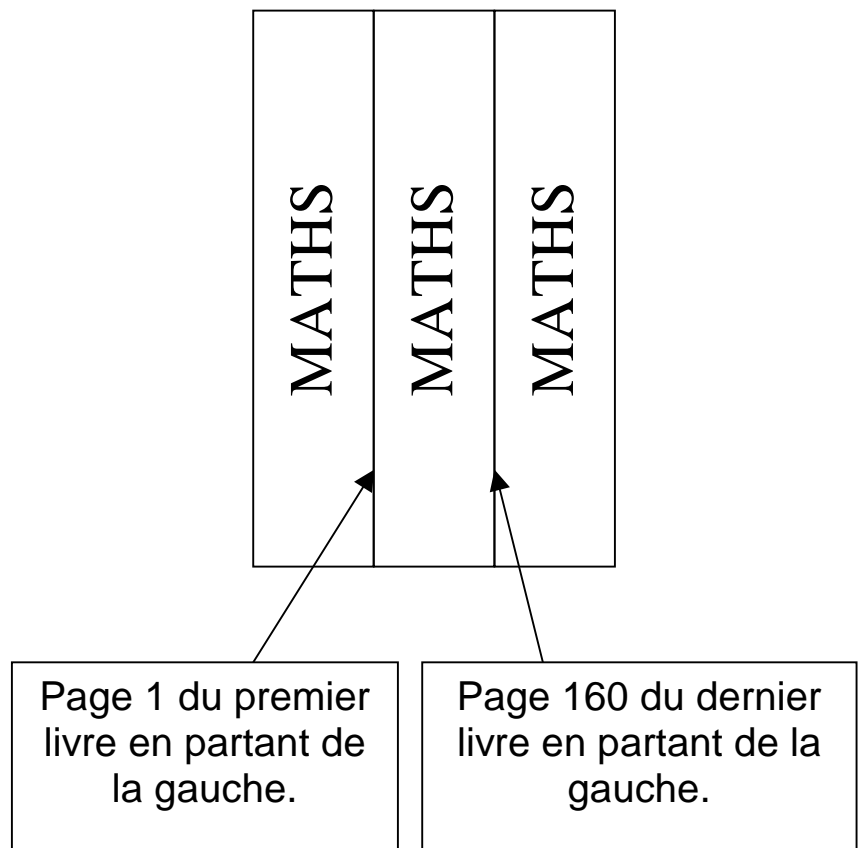 MATHS
MATHS
MATHS
Page 1 du premier
livre en partant de
la gauche.
Page 160 du dernier
livre en partant de la
gauche.